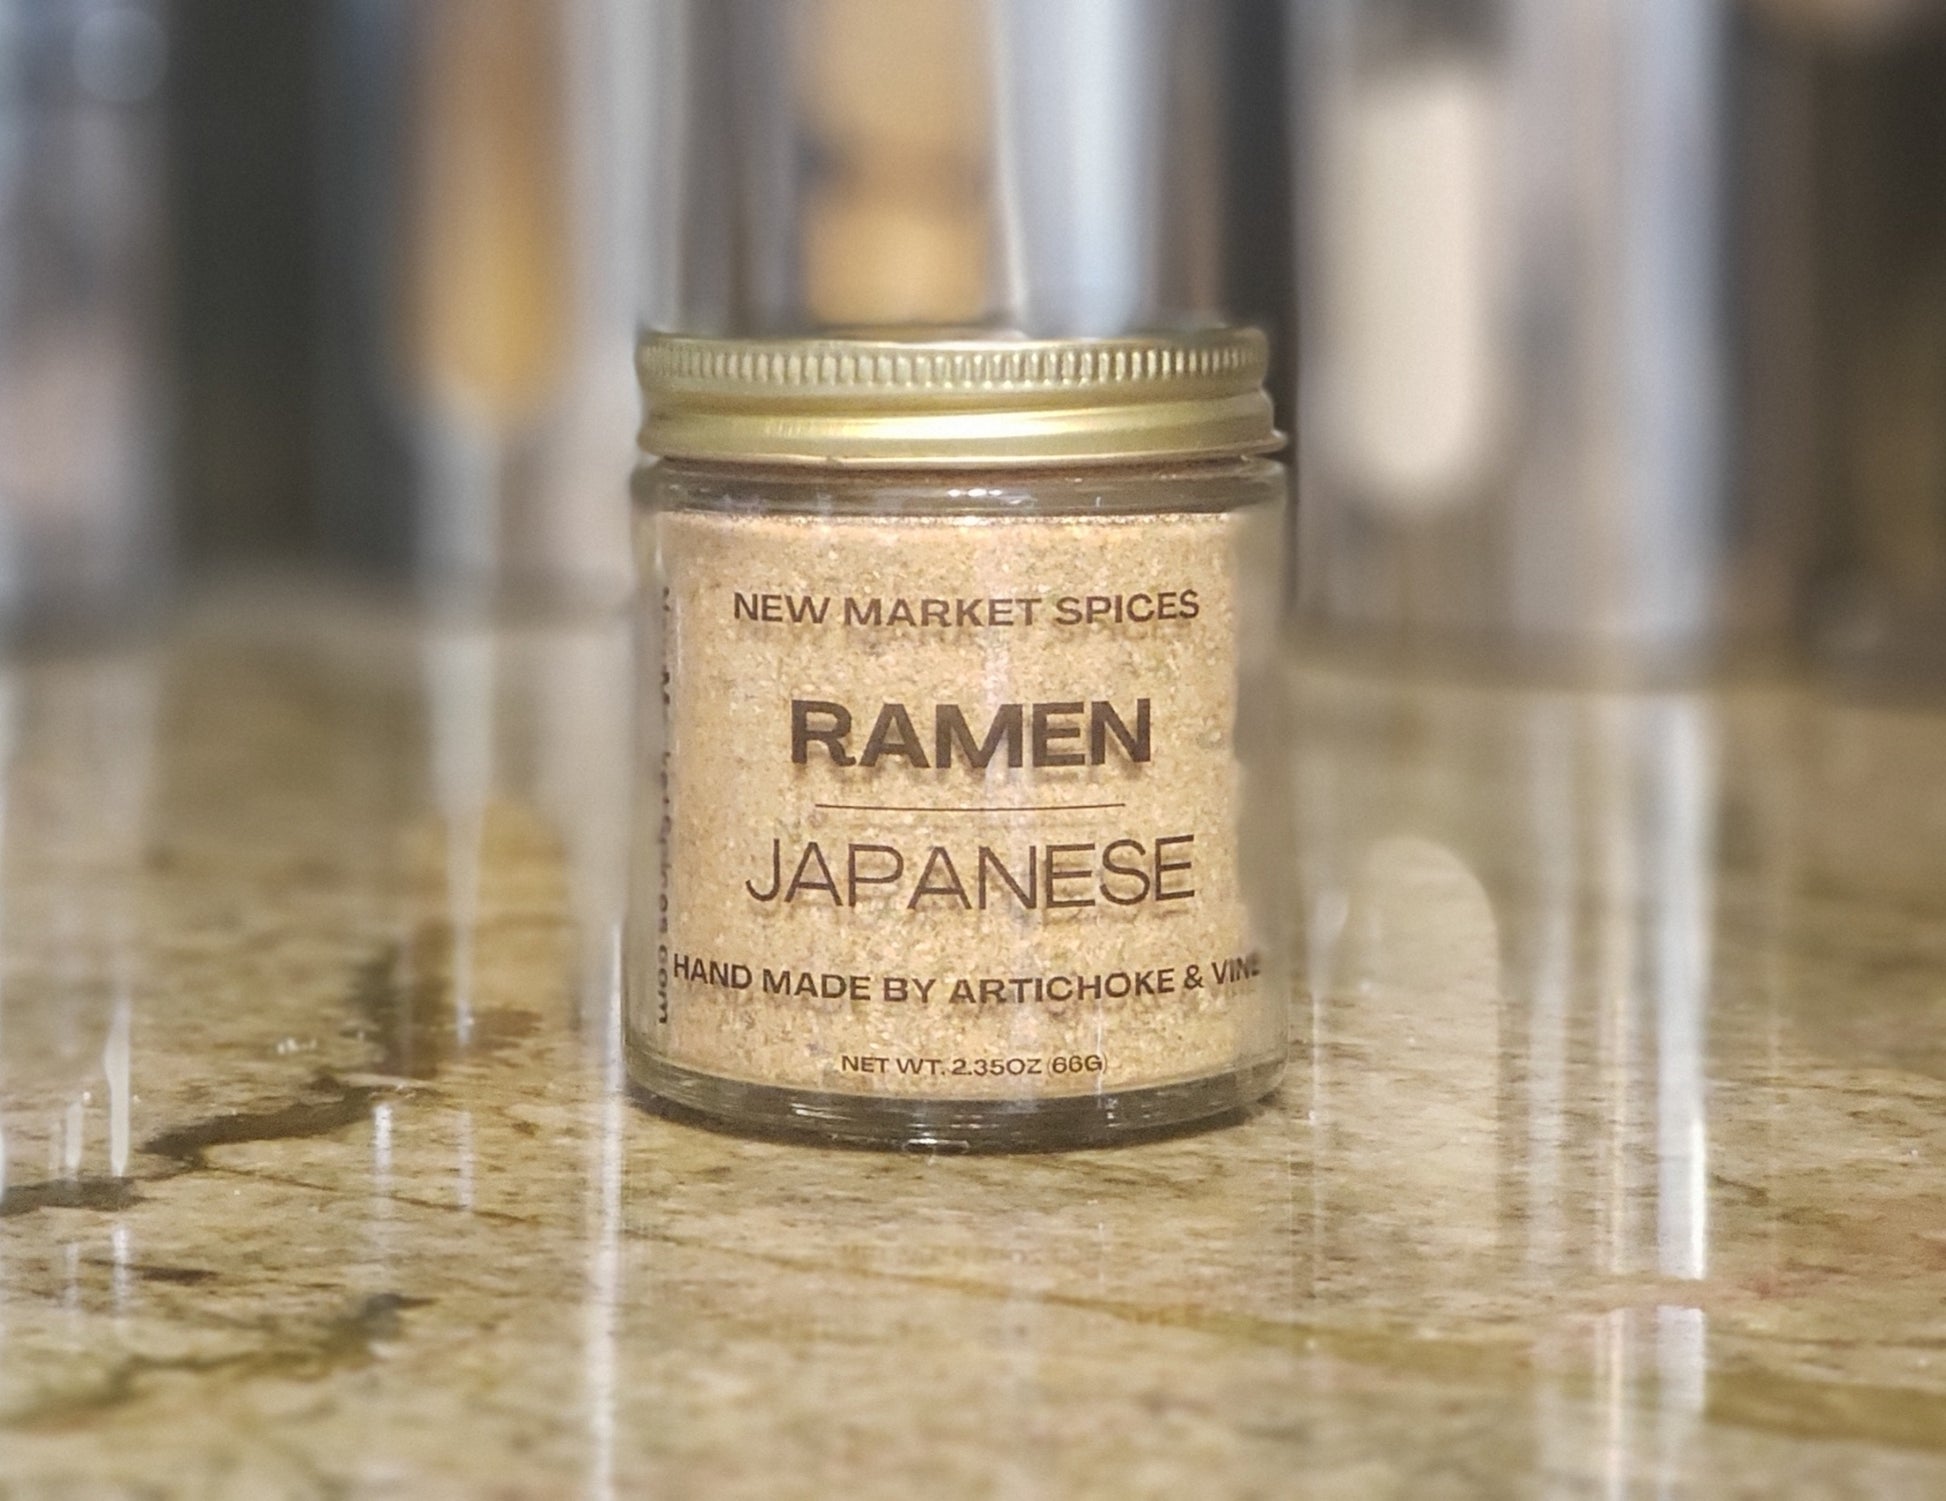 NEW MARKET SPICES
RAMEN
JAPANESE
HAND MADE BY ARTICHOKE & VINE
NET WT. 2.35OZ (66G)